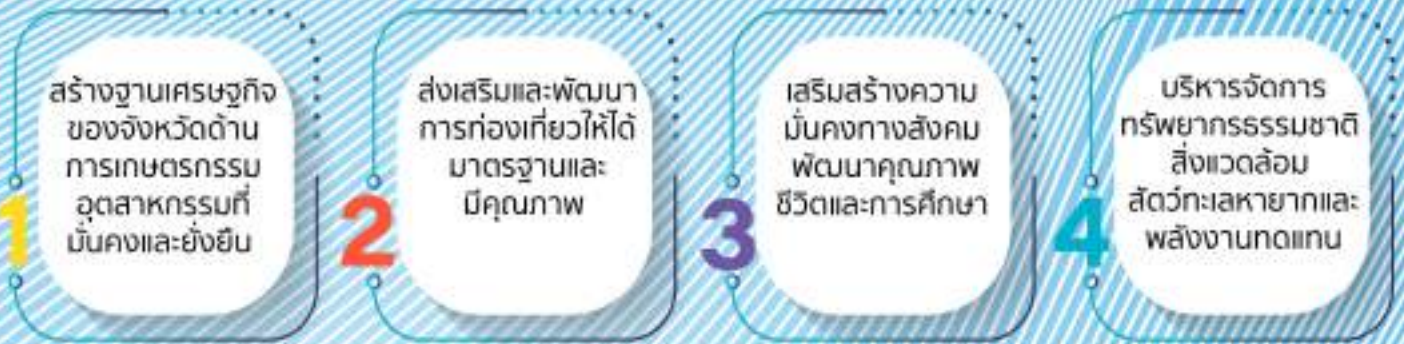 1
สร้างฐานเศรษฐกิจ
ของจังหวัดด้าน
การเกษตรกรรม
อุตสาหกรรมที่
มั่นคงและยั่งยืน
2
ส่งเสริมและพัฒนา
การท่องเที่ยวให้ได้
มาตรฐานและ
มีคุณภาพ
3
เสริมสร้างความ
มั่นคงทางสังคม
พัฒนาคุณภาพ
ชีวิตและการศึกษา
4
บริหารจัดการ
ทรัพยากรธรรมชาติ
สิ่งแวดล้อม
สัตว์ทะเลหายากและ
พลังงานทดแทน